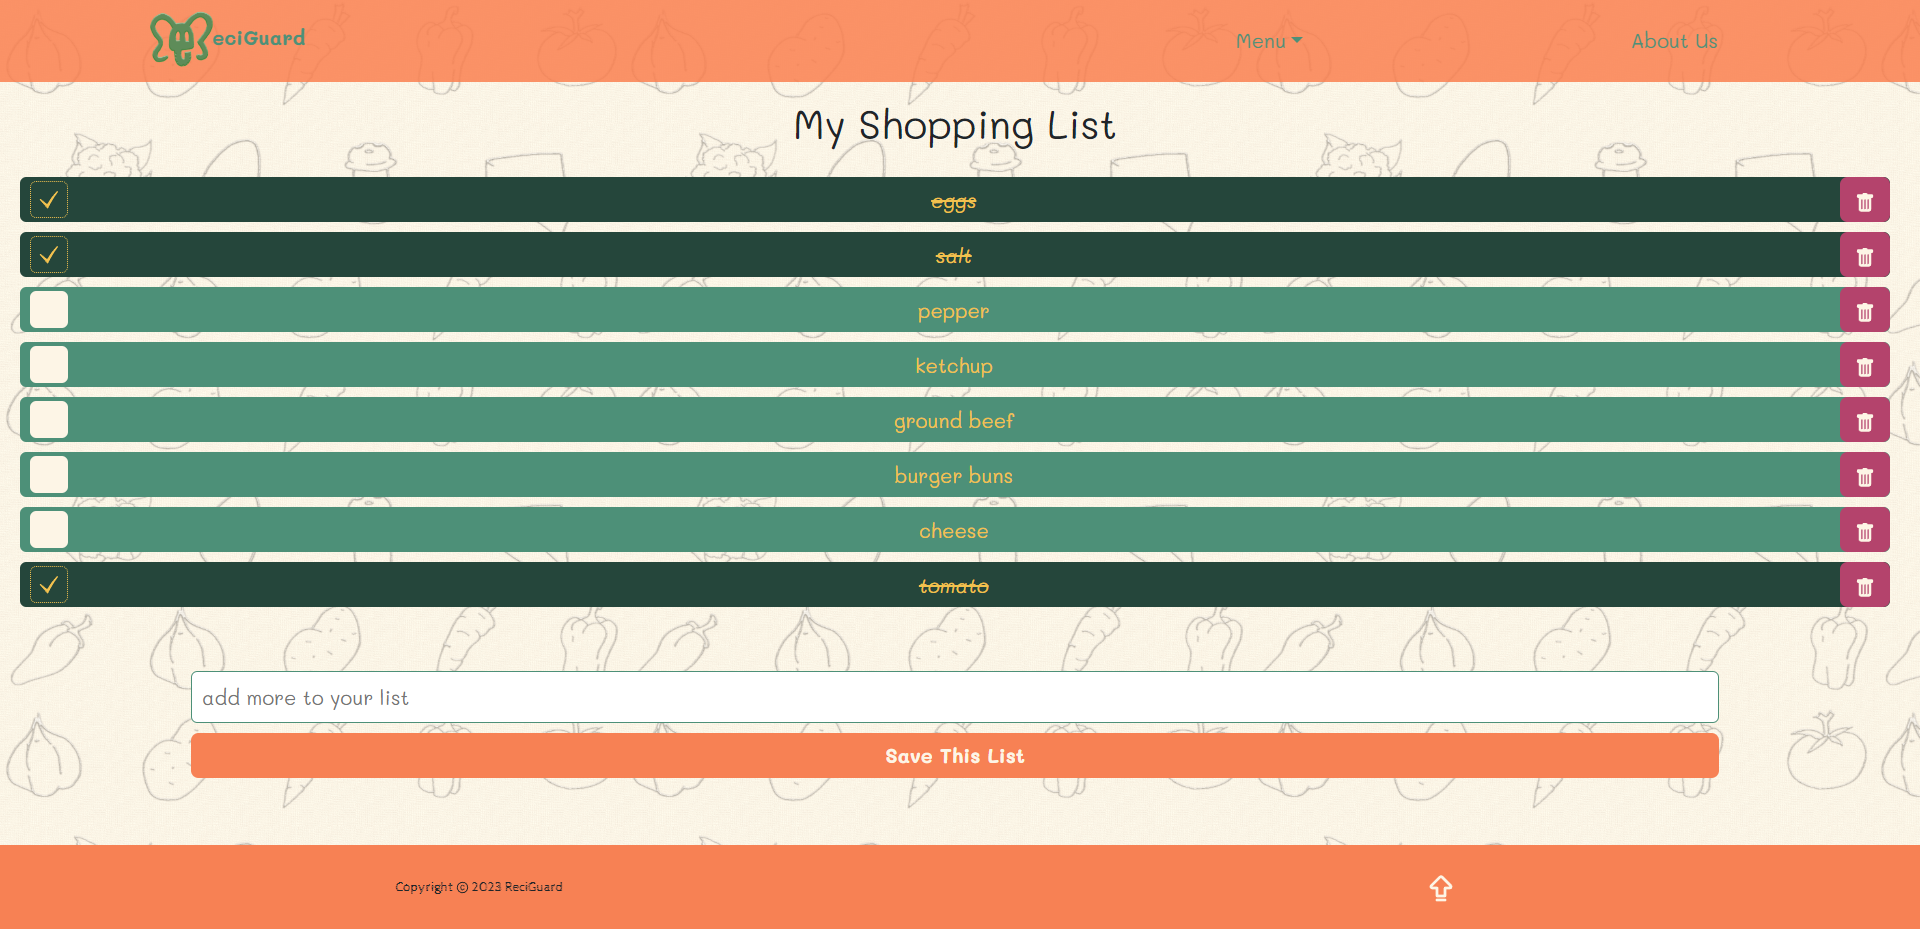 eciGuard
Menu
About Us
My Shopping List
eggs
salt
pepper
ketchup
ground beef
burger buns
cheese
tomato
add more to your list
Save This List
Copyright © 2023 ReciGuard